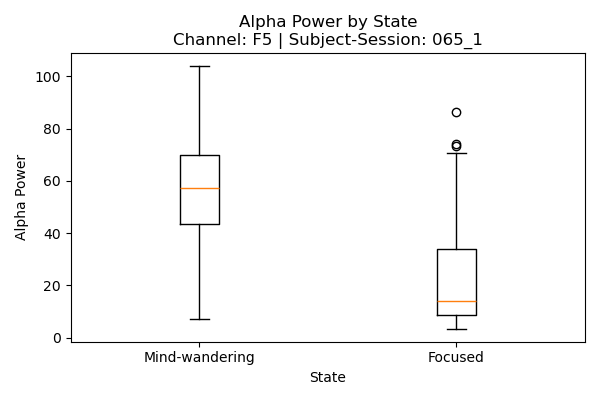 Alpha Power by State
Channel: F5 | Subject-Session: 065_1
Alpha Power
100
80
60
40
20
0
Mind-wandering
Focused
State